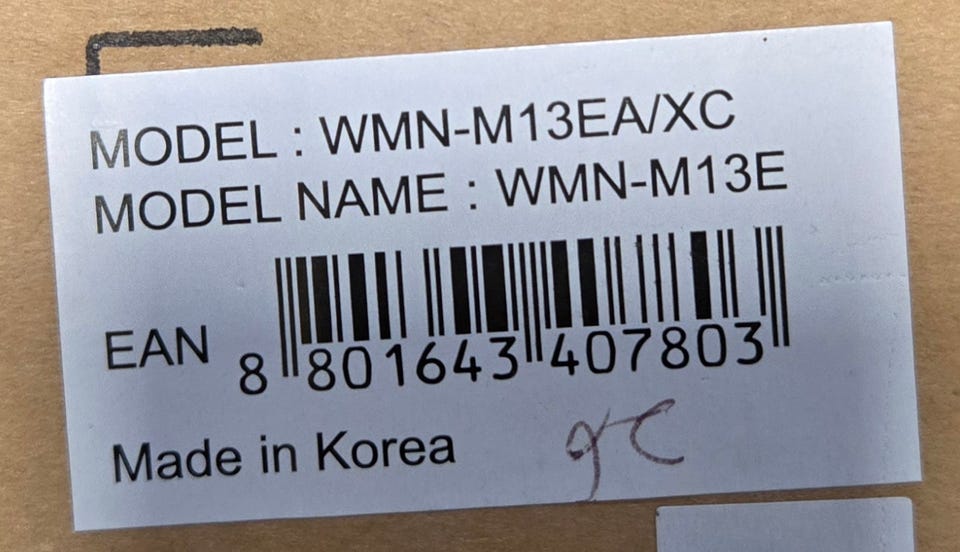 MODEL : WMN-M13EA/XC
MODEL NAME : WMN-M13E
EAN 8 801643 407803
Made in Korea